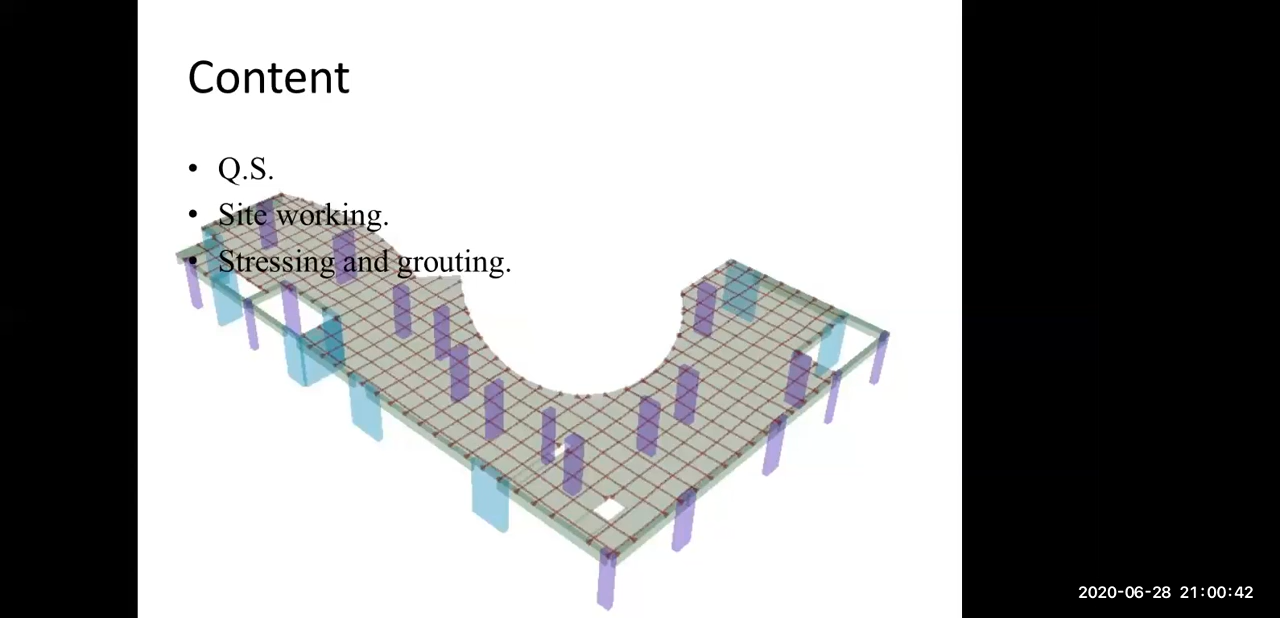 Content
• Q.S.
• Site working.
• Stressing and grouting.
2020-06-28 21:00:42